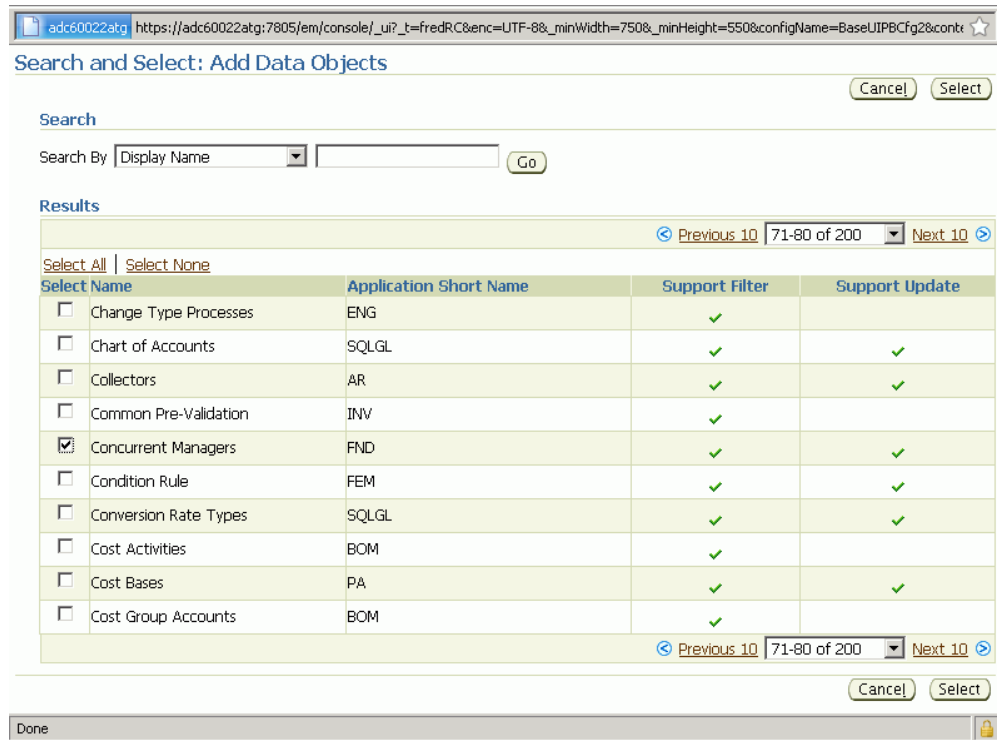 adc60022atg https://adc60022atg:7805/em/console/_ui?_t=fredRC&enc=UTF-8&_minWidth=750&_minHeight=550&configName=BaseUIPBCfg2&conte
Search and Select: Add Data Objects
Cancel Select
Search
Search By Display Name Go
Results
Previous 10 71-80 of 200 Next 10
Select All | Select None
Select Name Application Short Name Support Filter Support Update
Change Type Processes ENG
Chart of Accounts SQLGL
Collectors AR
Common Pre-Validation INV
Concurrent Managers FND
Condition Rule FEM
Conversion Rate Types SQLGL
Cost Activities BOM
Cost Bases PA
Cost Group Accounts BOM
Previous 10 71-80 of 200 Next 10
Cancel Select
Done